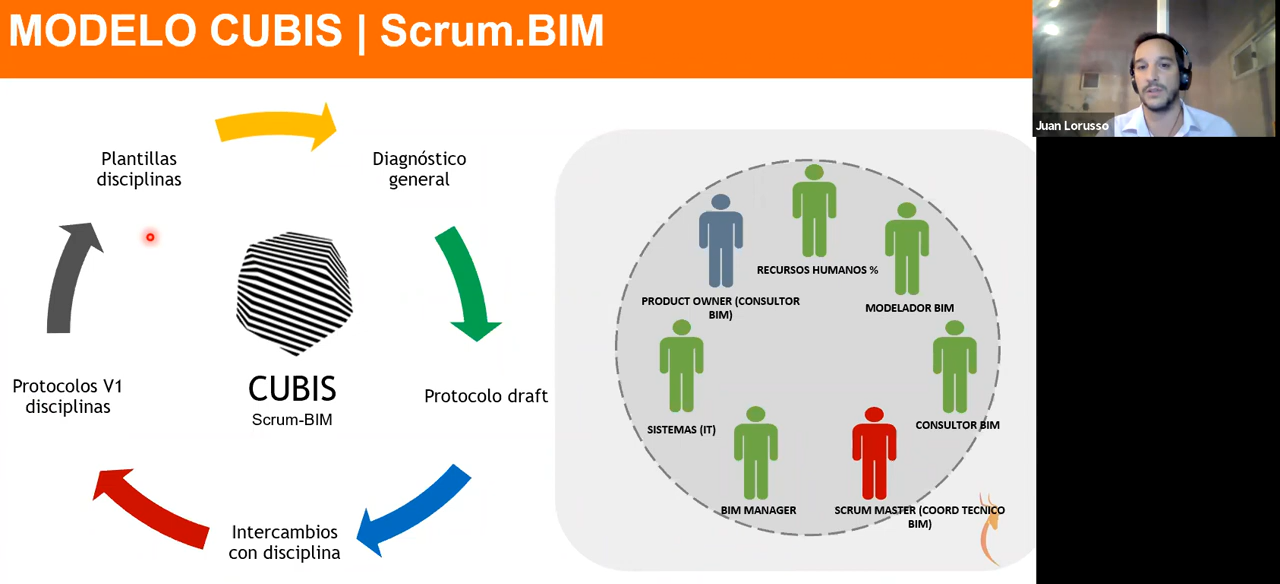 MODELO CUBIS | Scrum.BIM
Juan Lorusso
Plantillas
disciplinas
Diagnóstico
general
Protocolo draft
Intercambios
con disciplina
Protocolos V1
disciplinas
CUBIS
Scrum-BIM
RECURSOS HUMANOS %
PRODUCT OWNER (CONSULTOR
BIM)
MODELADOR BIM
SISTEMAS (IT)
CONSULTOR BIM
BIM MANAGER
SCRUM MASTER (COORD TECNICO
BIM)